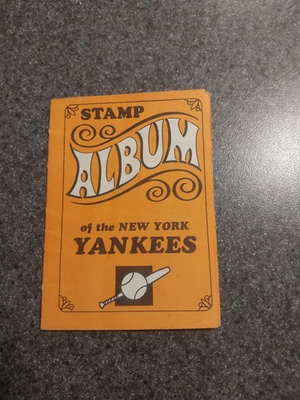 STAMP
ALBUM
of the NEW YORK
YANKEES